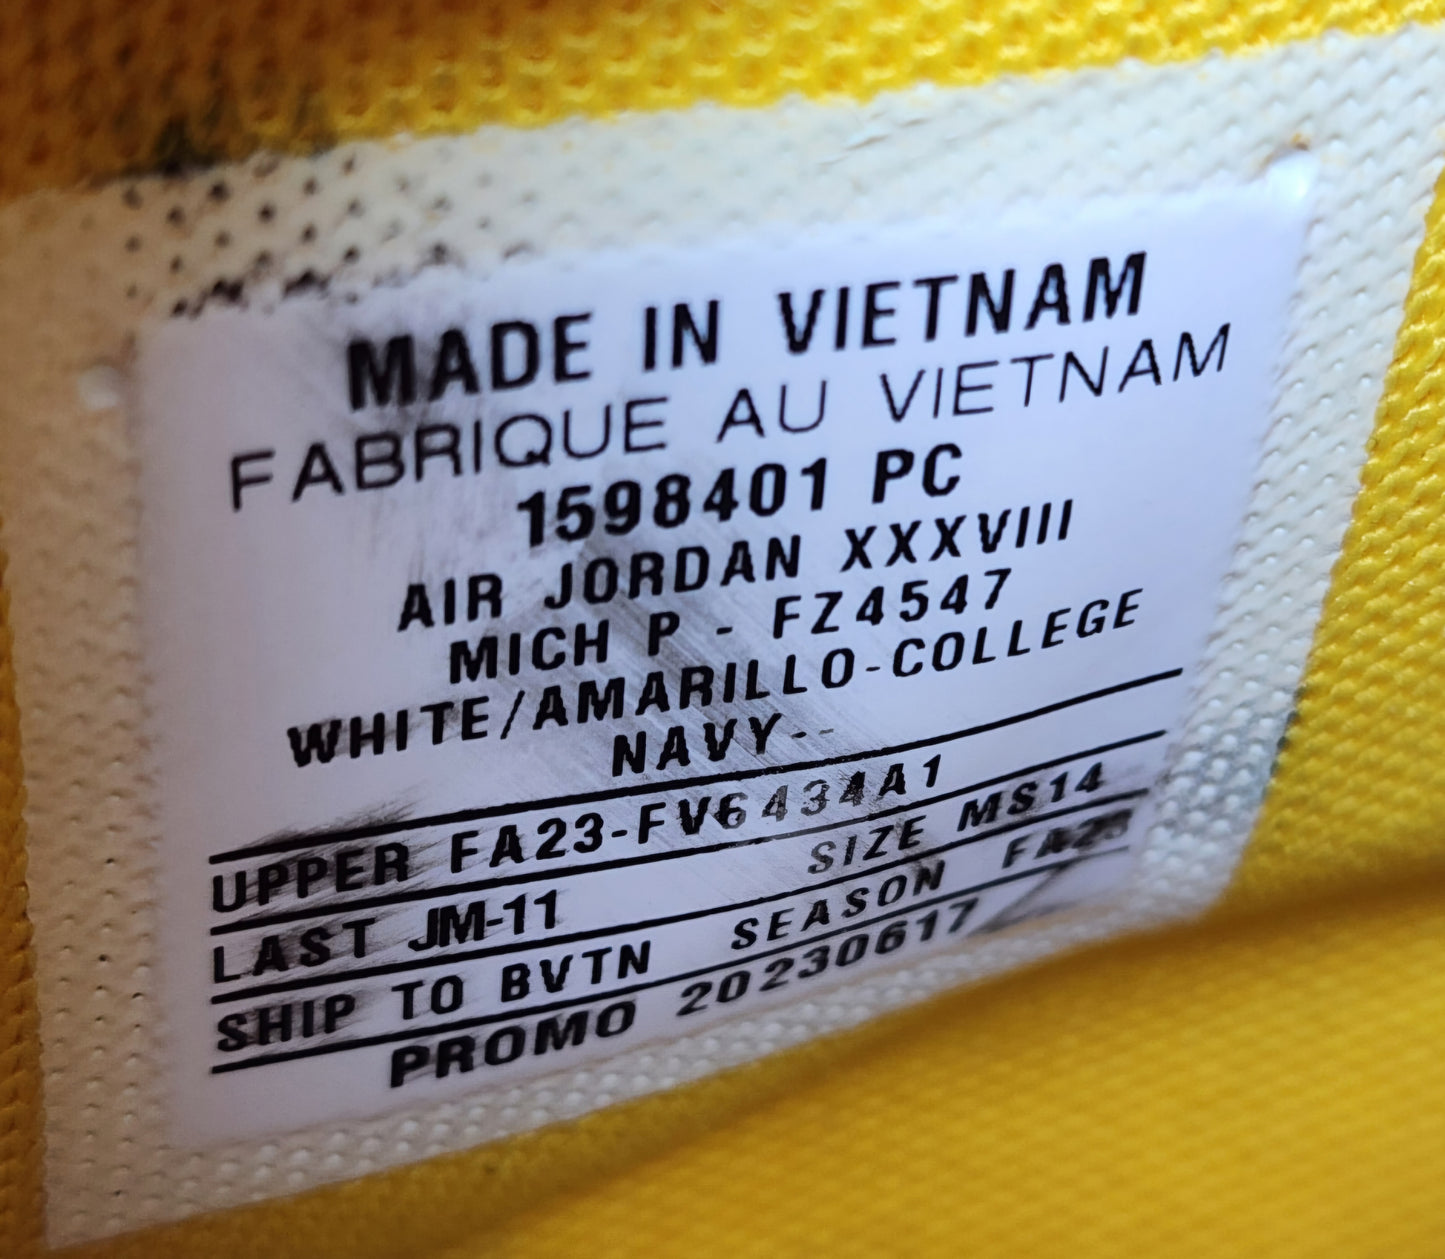 MADE IN VIETNAM
FABRIQUE AU VIETNAM
1598401 PC
AIR JORDAN XXXVIII
MICH P - FZ4547
WHITE/AMARILLO-COLLEGE
NAVY--
UPPER FA23-FV6434A1
LAST JM-11 SIZE MS14
SHIP TO BVTN SEASON FA23
PROMO 20230617